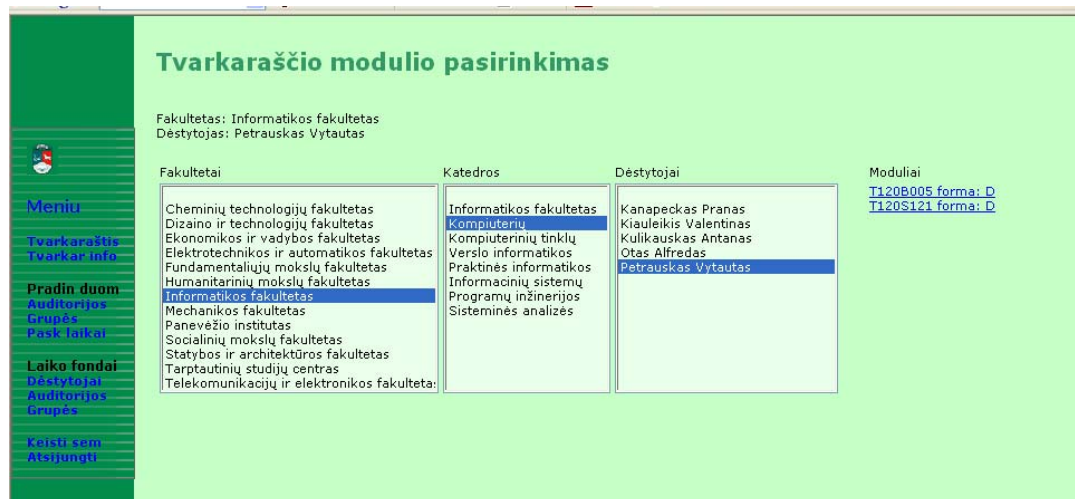 Tvarkaraščio modulio pasirinkimas
Fakultetas: Informatikos fakultetas
Dėstytojas: Petrauskas Vytautas
Meniu
Tvarkaraštis
Tvarkar info
Pradin duom
Auditorijos
Grupės
Pask laikai
Laiko fondai
Dėstytojai
Auditorijos
Grupės
Keisti sem
Atsijungti
Fakultetai
Cheminių technologijų fakultetas
Dizaino ir technologijų fakultetas
Ekonomikos ir vadybos fakultetas
Elektrotechnikos ir automatikos fakultetas
Fundamentaliųjų mokslų fakultetas
Humanitarinių mokslų fakultetas
Informatikos fakultetas
Mechanikos fakultetas
Panevėžio institutas
Socialinių mokslų fakultetas
Statybos ir architektūros fakultetas
Tarptautinių studijų centras
Telekomunikacijų ir elektronikos fakulteta
Katedros
Informatikos fakultetas
Kompiuterių
Kompiuterinių tinklų
Verslo informatikos
Praktinės informatikos
Informacinių sistemų
Programų inžinerijos
Sisteminės analizės
Dėstytojai
Kanapeckas Pranas
Kiauleikis Valentinas
Kulikauskas Antanas
Otas Alfredas
Petrauskas Vytautas
Moduliai
T120B005 forma: D
T120S121 forma: D